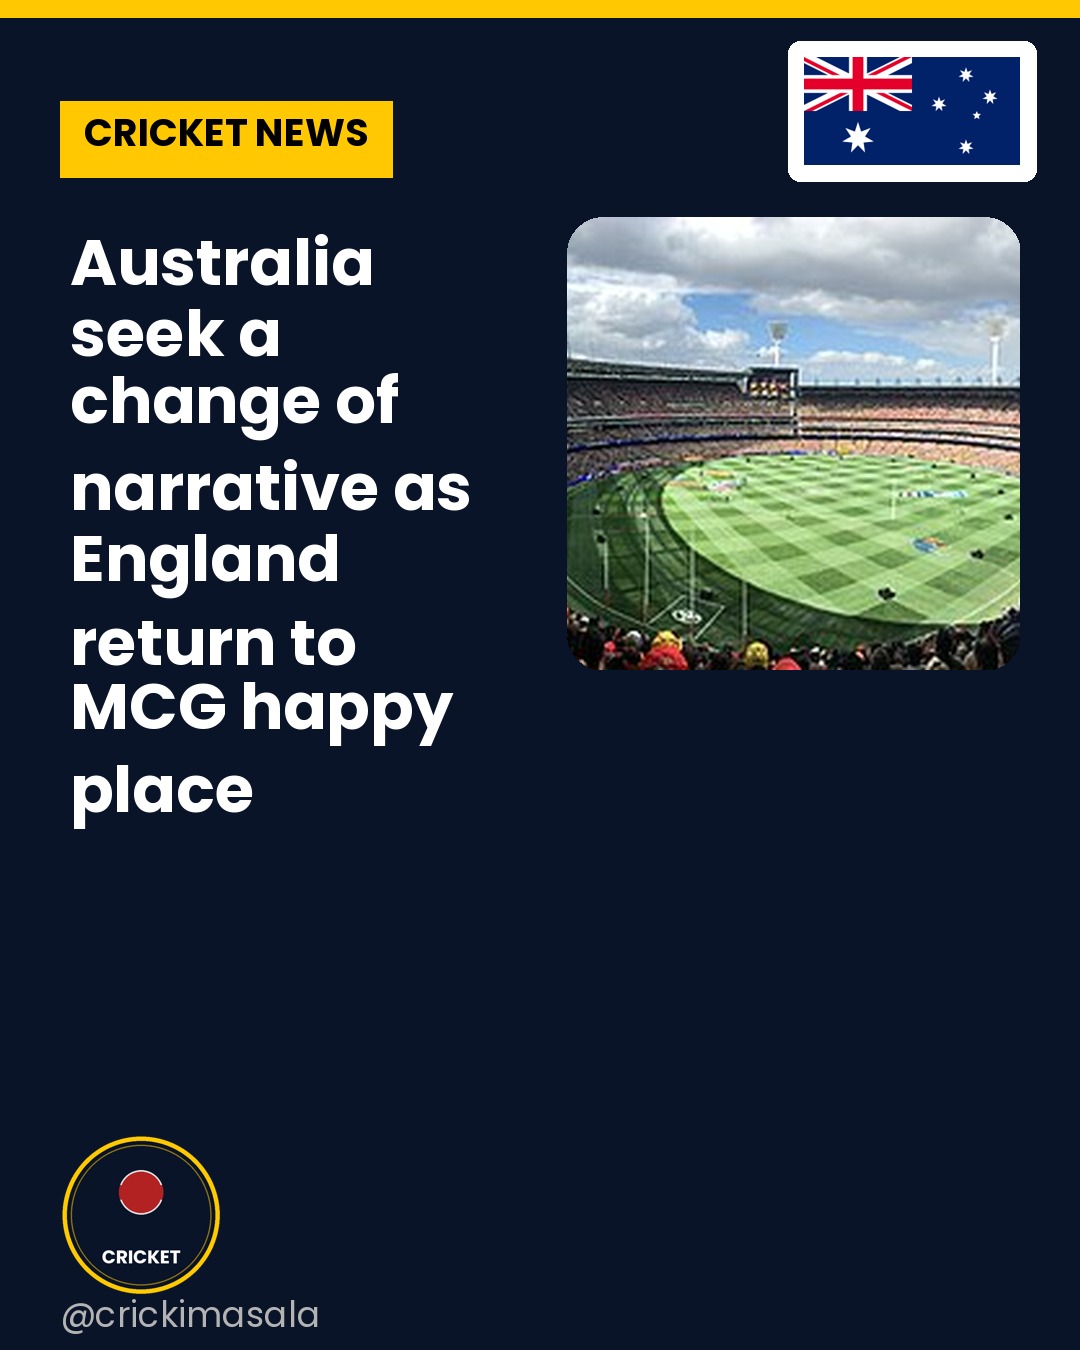 CRICKET NEWS
Australia
seek a
change of
narrative as
England
return to
MCG happy
place
CRICKET
@crickimasala